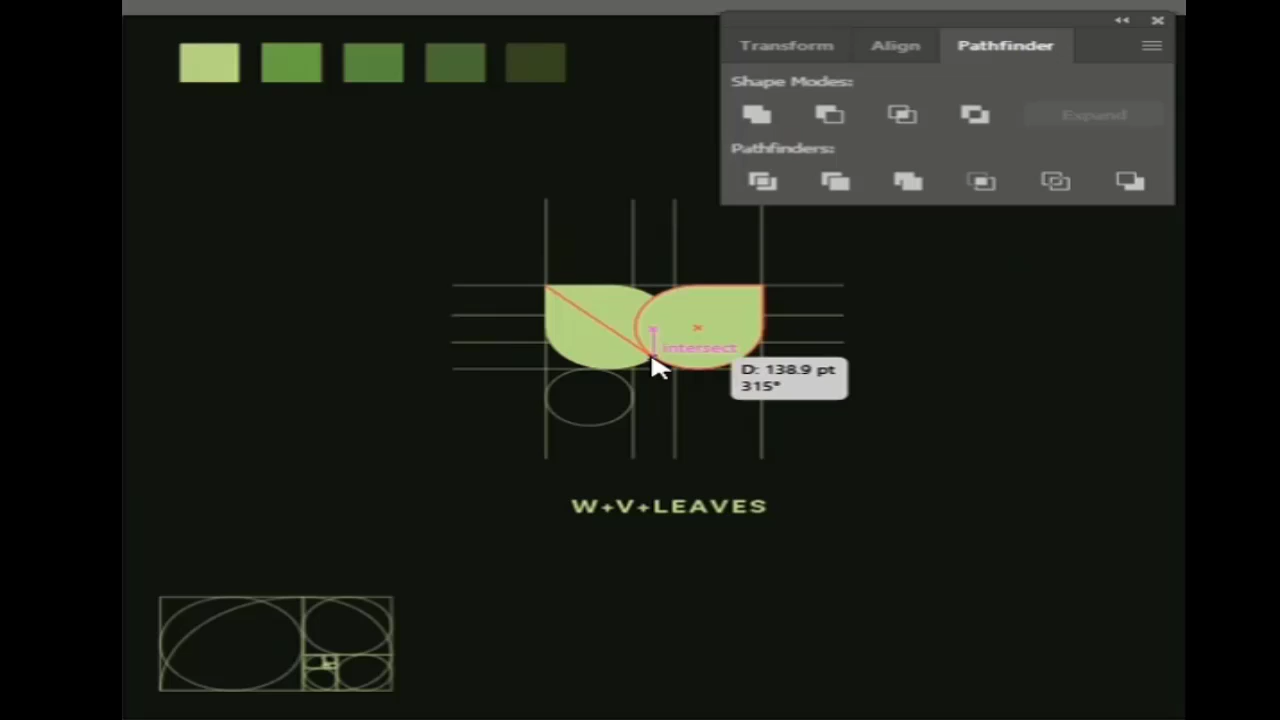 Transform Align Pathfinder
Shape Modes:
Expand
Pathfinders:
intersect
D: 138.9 pt
315°
W+V+LEAVES